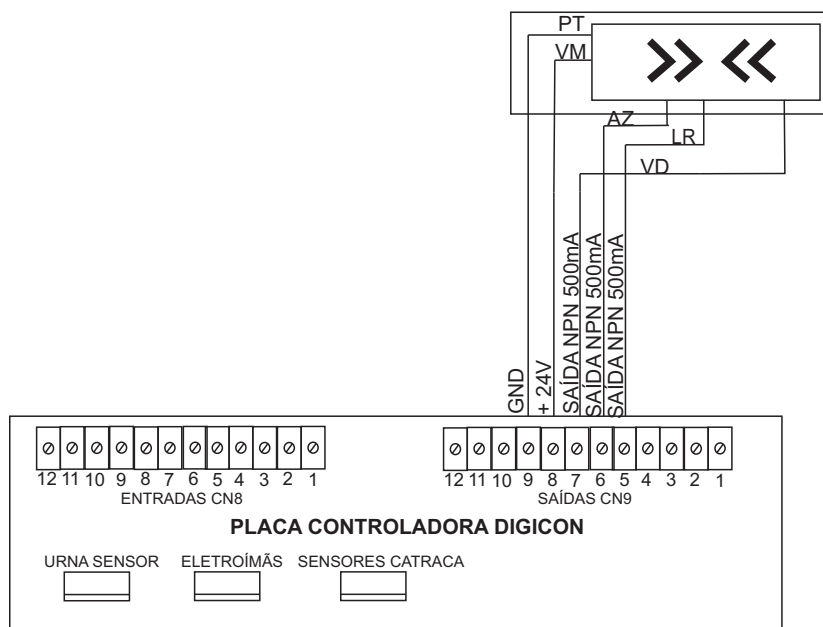 PT
VM
AZ
LR
VD
GND
+ 24V
SAÍDA NPN 500mA
SAÍDA NPN 500mA
SAÍDA NPN 500mA
12 11 10 9 8 7 6 5 4 3 2 1
ENTRADAS CN8
12 11 10 9 8 7 6 5 4 3 2 1
SAÍDAS CN9
PLACA CONTROLADORA DIGICON
URNA SENSOR
ELETROÍMÃS
SENSORES CATRACA